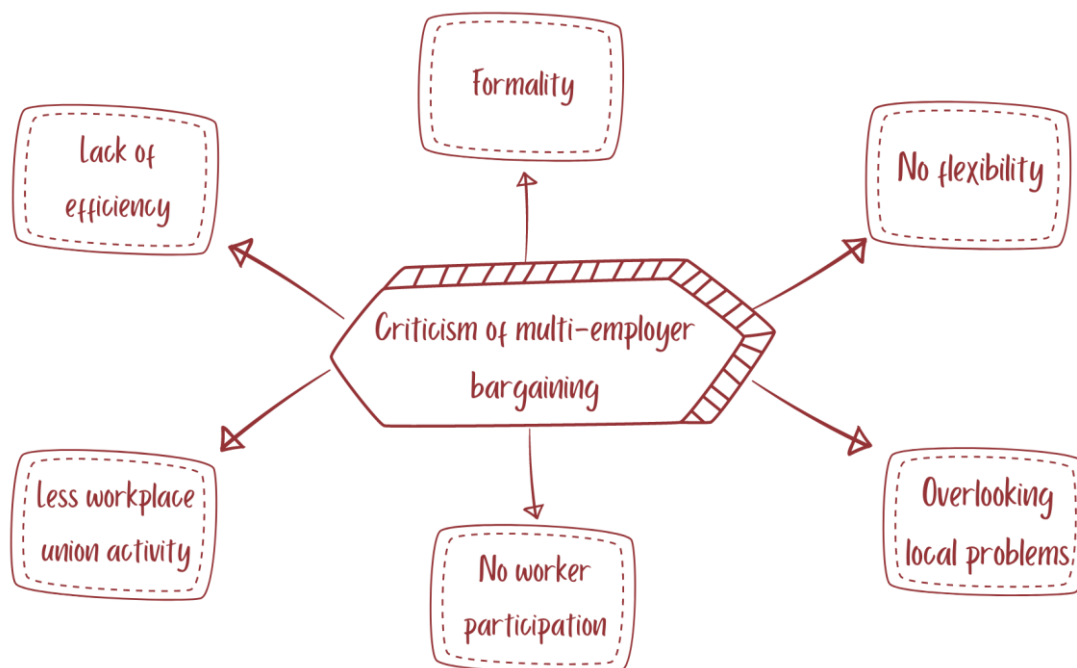 Formality
Lack of
efficiency
No flexibility
Criticism of multi-employer
bargaining
Less workplace
union activity
No worker
participation
Overlooking
local problems